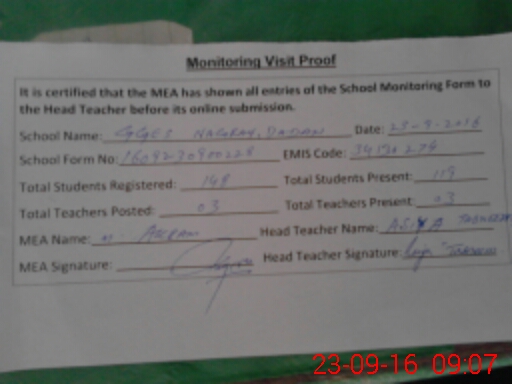 Monitoring Visit Proof
It is certified that the MEA has shown all entries of the School Monitoring Form to
the Head Teacher before its online submission.
School Name: GGES Date: 23-9-2016
School Form No: EMIS Code:
Total Students Registered: 148 Total Students Present: 119
Total Teachers Posted: 03 Total Teachers Present: 03
MEA Name: M. Akram Head Teacher Name: ASIYA
MEA Signature: Head Teacher Signature:
23-09-16 09:07